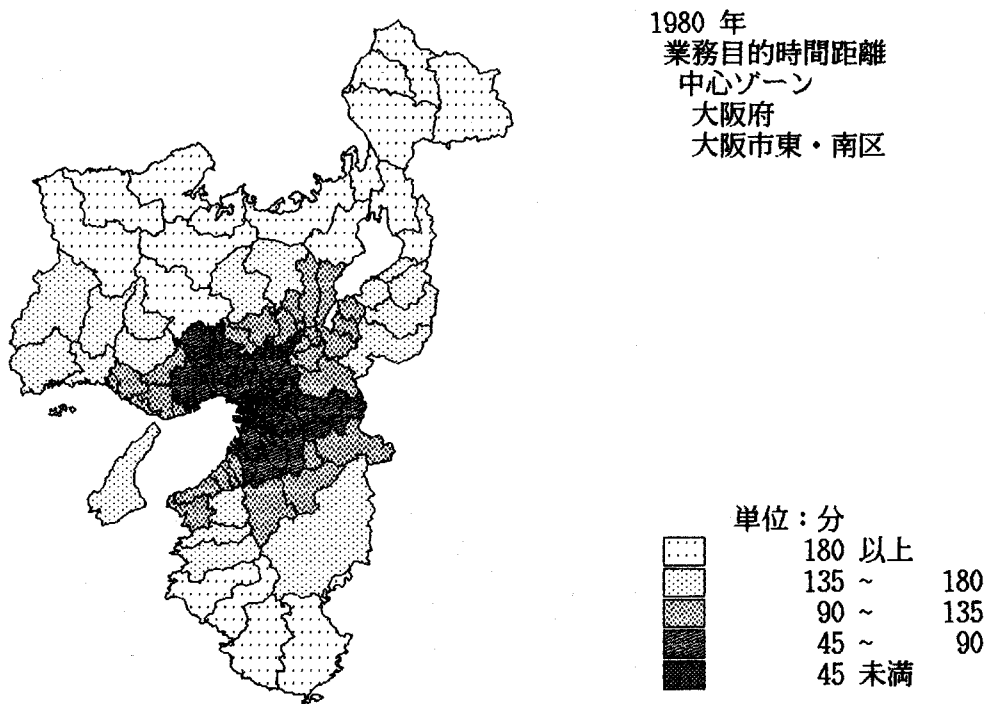 1980 年
業務目的時間距離
中心ゾーン
大阪府
大阪市東・南区
単位：分
180 以上
135 ~ 180
90 ~ 135
45 ~ 90
45 未満